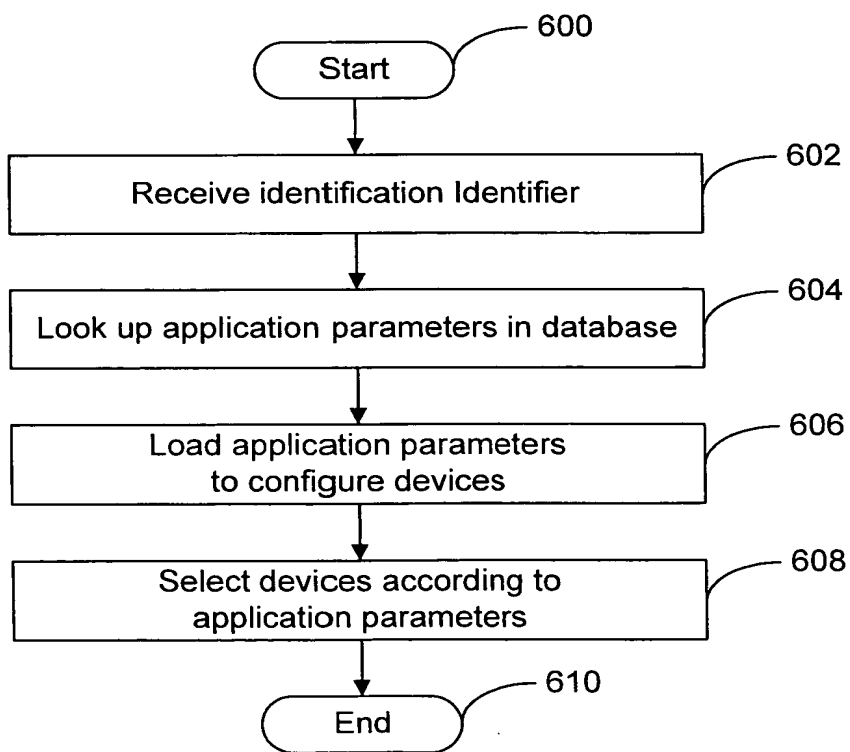 600
Start
602
Receive identification Identifier
604
Look up application parameters in database
606
Load application parameters
to configure devices
608
Select devices according to
application parameters
610
End